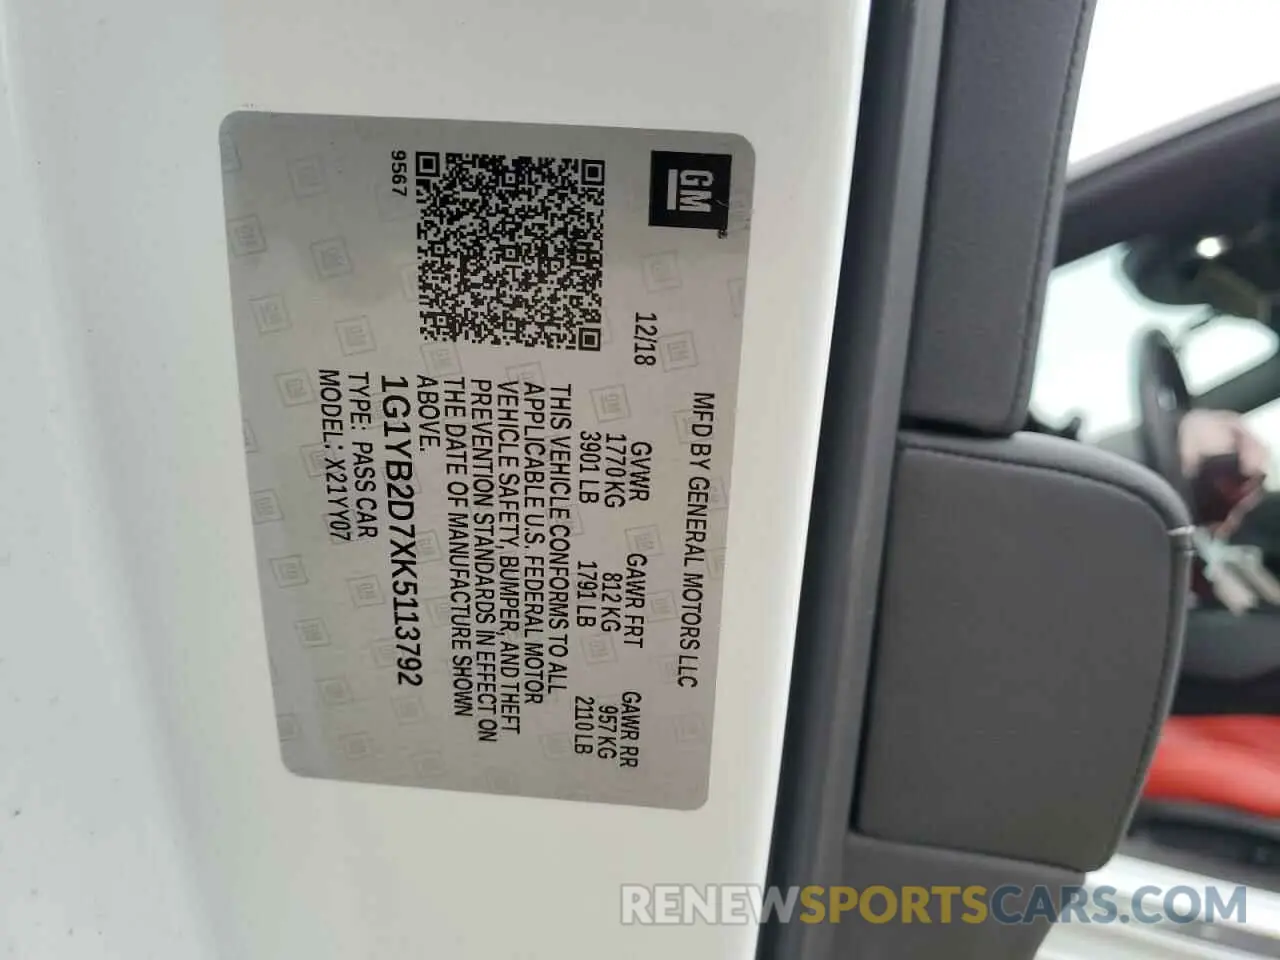 GM
9567
12/18
MFD BY GENERAL MOTORS LLC
GVWR GAWR FRT GAWR RR
1770 KG 812 KG 957 KG
3901 LB 1791 LB 2110 LB
THIS VEHICLE CONFORMS TO ALL
APPLICABLE U.S. FEDERAL MOTOR
VEHICLE SAFETY, BUMPER, AND THEFT
PREVENTION STANDARDS IN EFFECT ON
THE DATE OF MANUFACTURE SHOWN
ABOVE.
1G1YB2D7XK5113792
TYPE: PASS CAR
MODEL: X21YY07
RENEWSPORTSCARS.COM